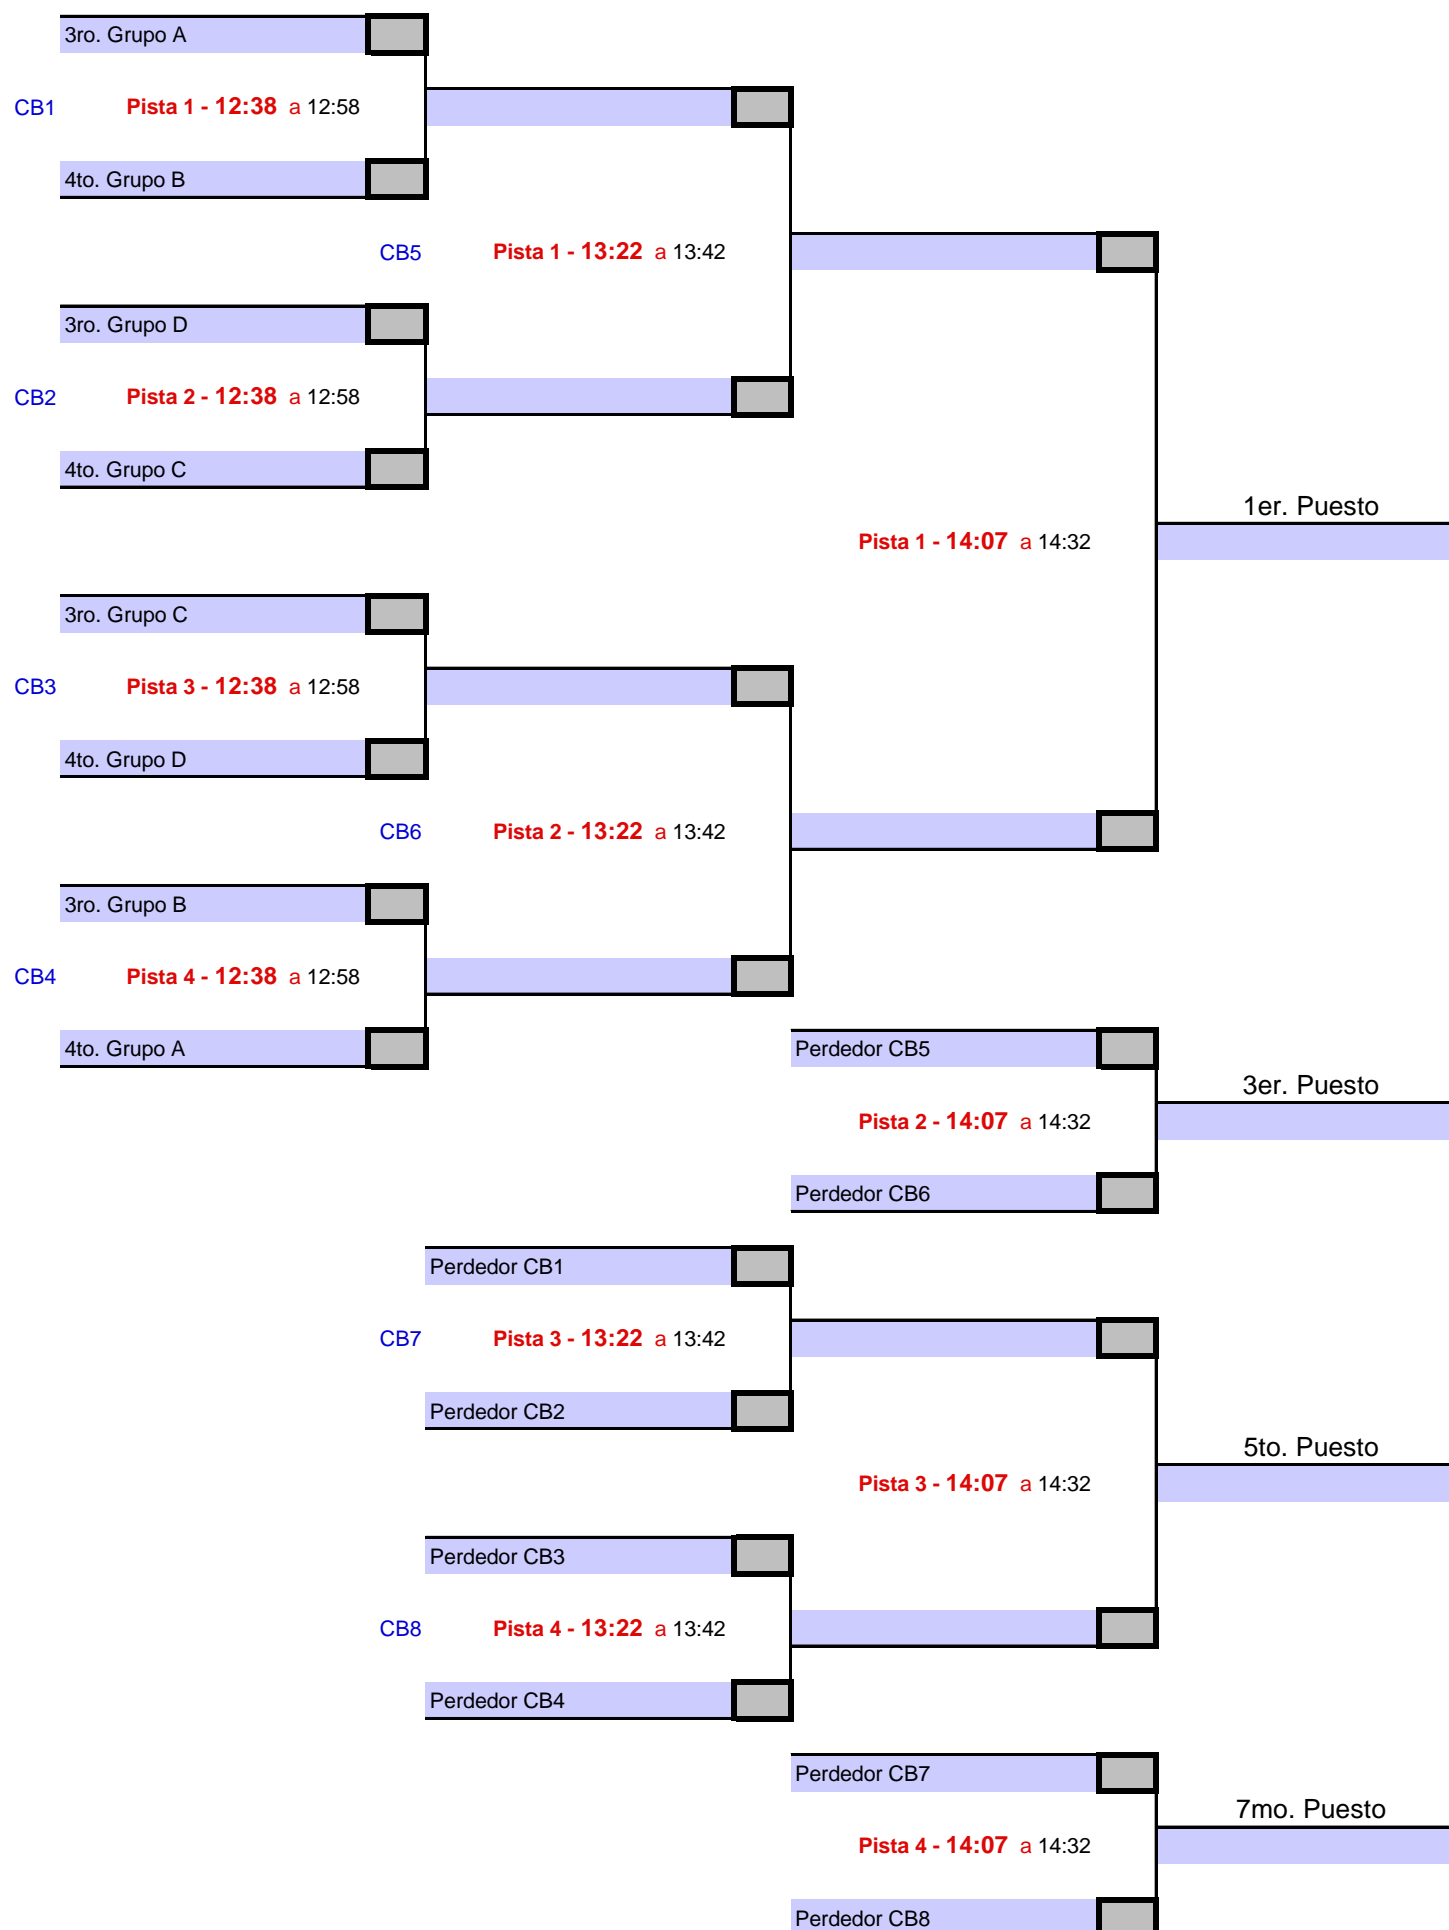 3ro. Grupo A
CB1 Pista 1 - 12:38 a 12:58
4to. Grupo B
CB5 Pista 1 - 13:22 a 13:42
3ro. Grupo D
CB2 Pista 2 - 12:38 a 12:58
4to. Grupo C
1er. Puesto
Pista 1 - 14:07 a 14:32
3ro. Grupo C
CB3 Pista 3 - 12:38 a 12:58
4to. Grupo D
CB6 Pista 2 - 13:22 a 13:42
3ro. Grupo B
CB4 Pista 4 - 12:38 a 12:58
4to. Grupo A
Perdedor CB5
3er. Puesto
Pista 2 - 14:07 a 14:32
Perdedor CB6
Perdedor CB1
CB7 Pista 3 - 13:22 a 13:42
Perdedor CB2
5to. Puesto
Pista 3 - 14:07 a 14:32
Perdedor CB3
CB8 Pista 4 - 13:22 a 13:42
Perdedor CB4
Perdedor CB7
7mo. Puesto
Pista 4 - 14:07 a 14:32
Perdedor CB8